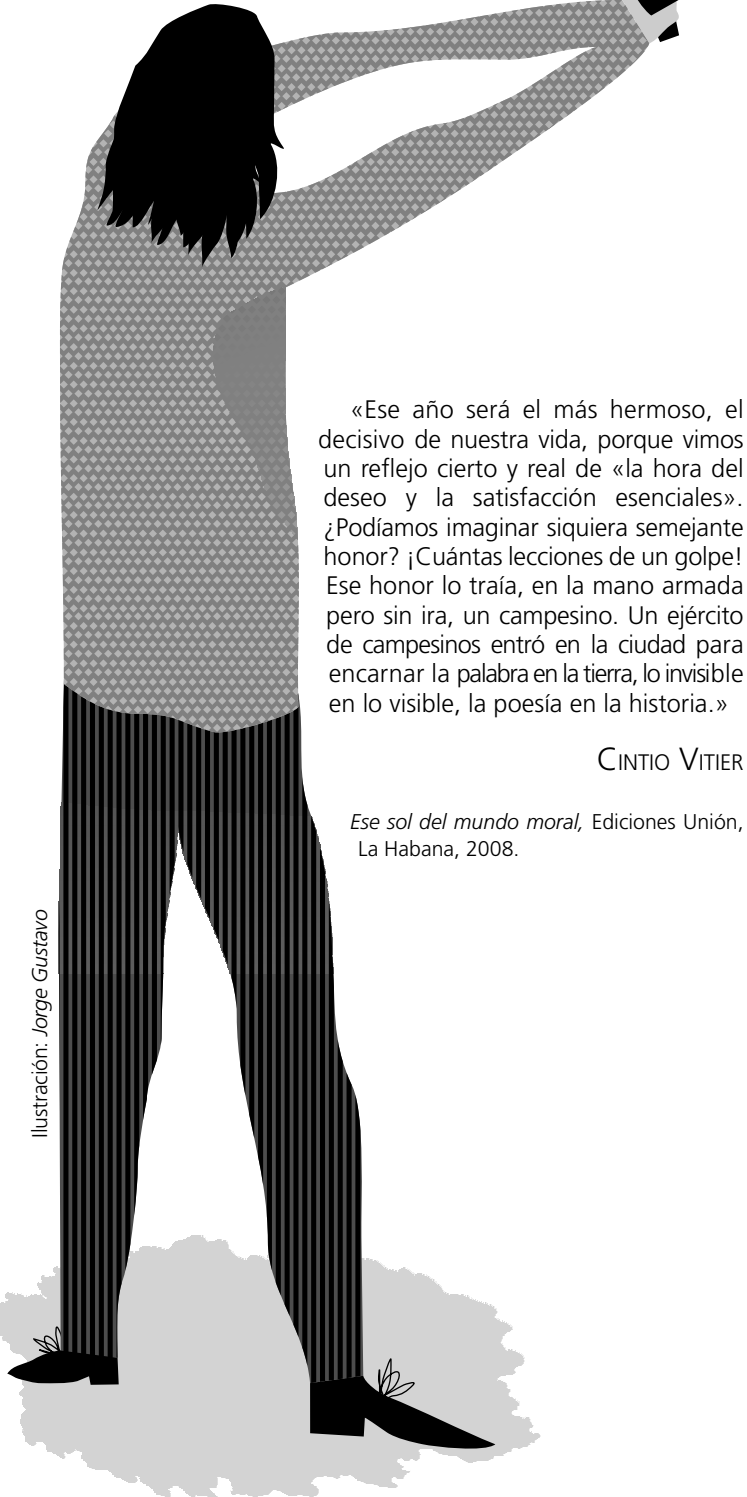 «Ese año será el más hermoso, el
decisivo de nuestra vida, porque vimos
un reflejo cierto y real de «la hora del
deseo y la satisfacción esenciales».
¿Podíamos imaginar siquiera semejante
honor? ¡Cuántas lecciones de un golpe!
Ese honor lo traía, en la mano armada
pero sin ira, un campesino. Un ejército
de campesinos entró en la ciudad para
encarnar la palabra en la tierra, lo invisible
en lo visible, la poesía en la historia.»
CINTIO VITIER
Ese sol del mundo moral, Ediciones Unión,
La Habana, 2008.
Ilustración: Jorge Gustavo